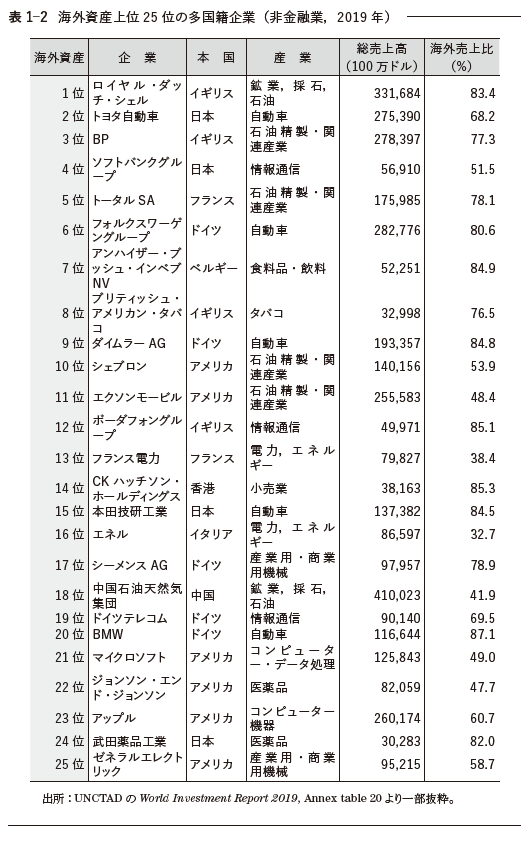 表 1-2 海外資産上位 25 位の多国籍企業（非金融業，2019 年）
海外資産 企 業 本 国 産 業 総売上高（100 万ドル） 海外売上比（%）
1 位 ロイヤル・ダッチ・シェル イギリス 鉱業，採石，石油 331,684 83.4
2 位 トヨタ自動車 日本 自動車 275,390 68.2
3 位 BP イギリス 石油精製・関連産業 278,397 77.3
4 位 ソフトバンクグループ 日本 情報通信 56,910 51.5
5 位 トータル SA フランス 石油精製・関連産業 175,985 78.1
6 位 フォルクスワーゲングループ ドイツ 自動車 282,776 80.6
7 位 アンハイザー・ブッシュ・インベブ NV ベルギー 食料品・飲料 52,251 84.9
8 位 ブリティッシュ・アメリカン・タバコ イギリス タバコ 32,998 76.5
9 位 ダイムラー AG ドイツ 自動車 193,357 84.8
10 位 シェブロン アメリカ 石油精製・関連産業 140,156 53.9
11 位 エクソンモービル アメリカ 石油精製・関連産業 255,583 48.4
12 位 ボーダフォングループ イギリス 情報通信 49,971 85.1
13 位 フランス電力 フランス 電力，エネルギー 79,827 38.4
14 位 CK ハッチソン・ホールディングス 香港 小売業 38,163 85.3
15 位 本田技研工業 日本 自動車 137,382 84.5
16 位 エネル イタリア 電力，エネルギー 86,597 32.7
17 位 シーメンス AG ドイツ 産業用・商業用機械 97,957 78.9
18 位 中国石油天然気集団 中国 鉱業，採石，石油 410,023 41.9
19 位 ドイツテレコム ドイツ 情報通信 90,140 69.5
20 位 BMW ドイツ 自動車 116,644 87.1
21 位 マイクロソフト アメリカ コンピューター・データ処理 125,843 49.0
22 位 ジョンソン・エンド・ジョンソン アメリカ 医薬品 82,059 47.7
23 位 アップル アメリカ コンピューター機器 260,174 60.7
24 位 武田薬品工業 日本 医薬品 30,283 82.0
25 位 ゼネラルエレクトリック アメリカ 産業用・商業用機械 95,215 58.7
出所：UNCTAD の World Investment Report 2019, Annex table 20 より一部抜粋。